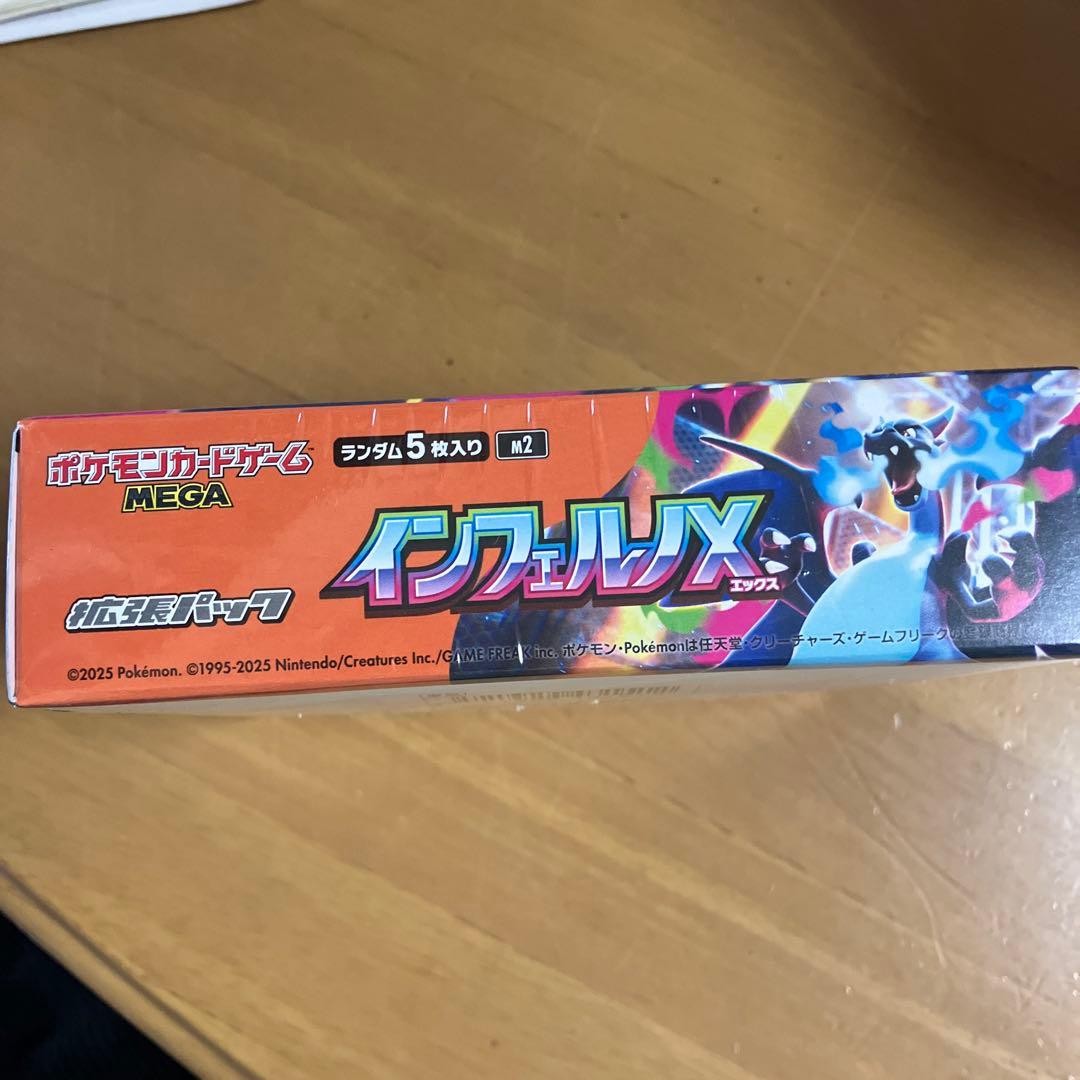 ポケモンカードゲーム
MEGA
ランダム5枚入り M2
インフェルノX
エックス
拡張パック
©2025 Pokémon. ©1995-2025 Nintendo/Creatures Inc./GAME FREAK inc. ポケモン・Pokémonは任天堂・クリーチャーズ・ゲームフリークの